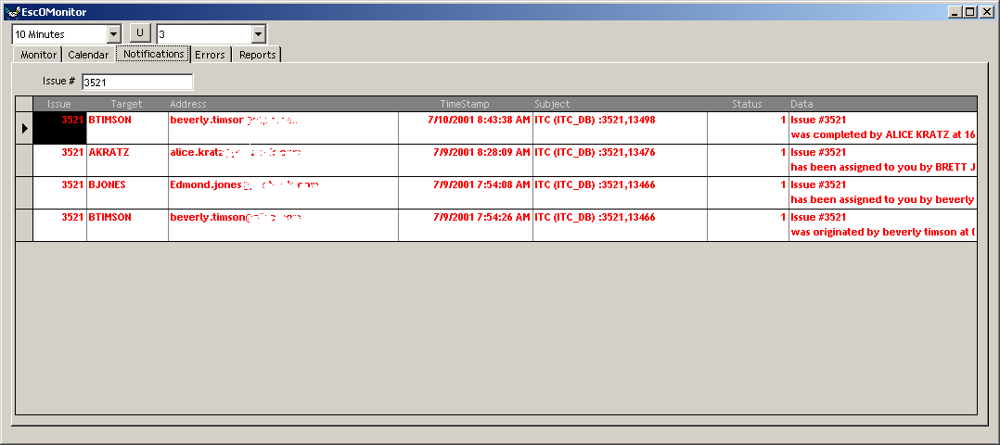 EscOMonitor
10 Minutes U 3
Monitor Calendar Notifications Errors Reports
Issue # 3521
Issue Target Address TimeStamp Subject Status Data
3521 BTIMSON beverly.timson 7/10/2001 8:43:38 AM ITC (ITC_DB) :3521,13498 1 Issue #3521
was completed by ALICE KRATZ at 16
3521 AKRATZ alice.kratz 7/9/2001 8:28:09 AM ITC (ITC_DB) :3521,13476 1 Issue #3521
has been assigned to you by BRETT J
3521 BJONES Edmond.jones 7/9/2001 7:54:08 AM ITC (ITC_DB) :3521,13466 1 Issue #3521
has been assigned to you by beverly
3521 BTIMSON beverly.timson 7/9/2001 7:54:26 AM ITC (ITC_DB) :3521,13466 1 Issue #3521
was originated by beverly timson at